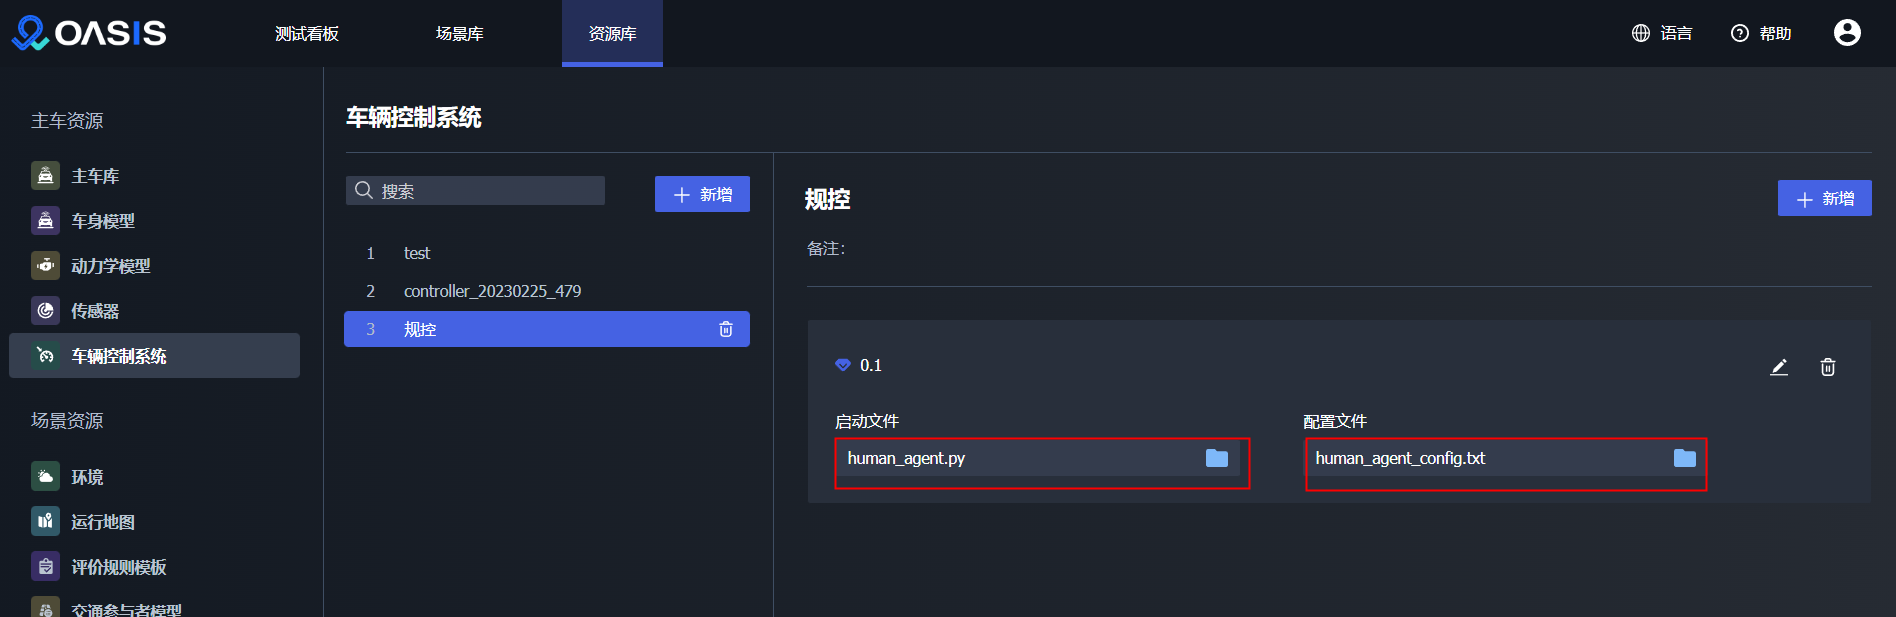 OASIS
测试看板
场景库
资源库
语言
帮助
主车资源
主车库
车身模型
动力学模型
传感器
车辆控制系统
场景资源
环境
运行地图
评价规则模板
交通参与者模型
车辆控制系统
搜索
新增
1 test
2 controller_20230225_479
3 规控
规控
新增
备注:
0.1
启动文件
human_agent.py
配置文件
human_agent_config.txt